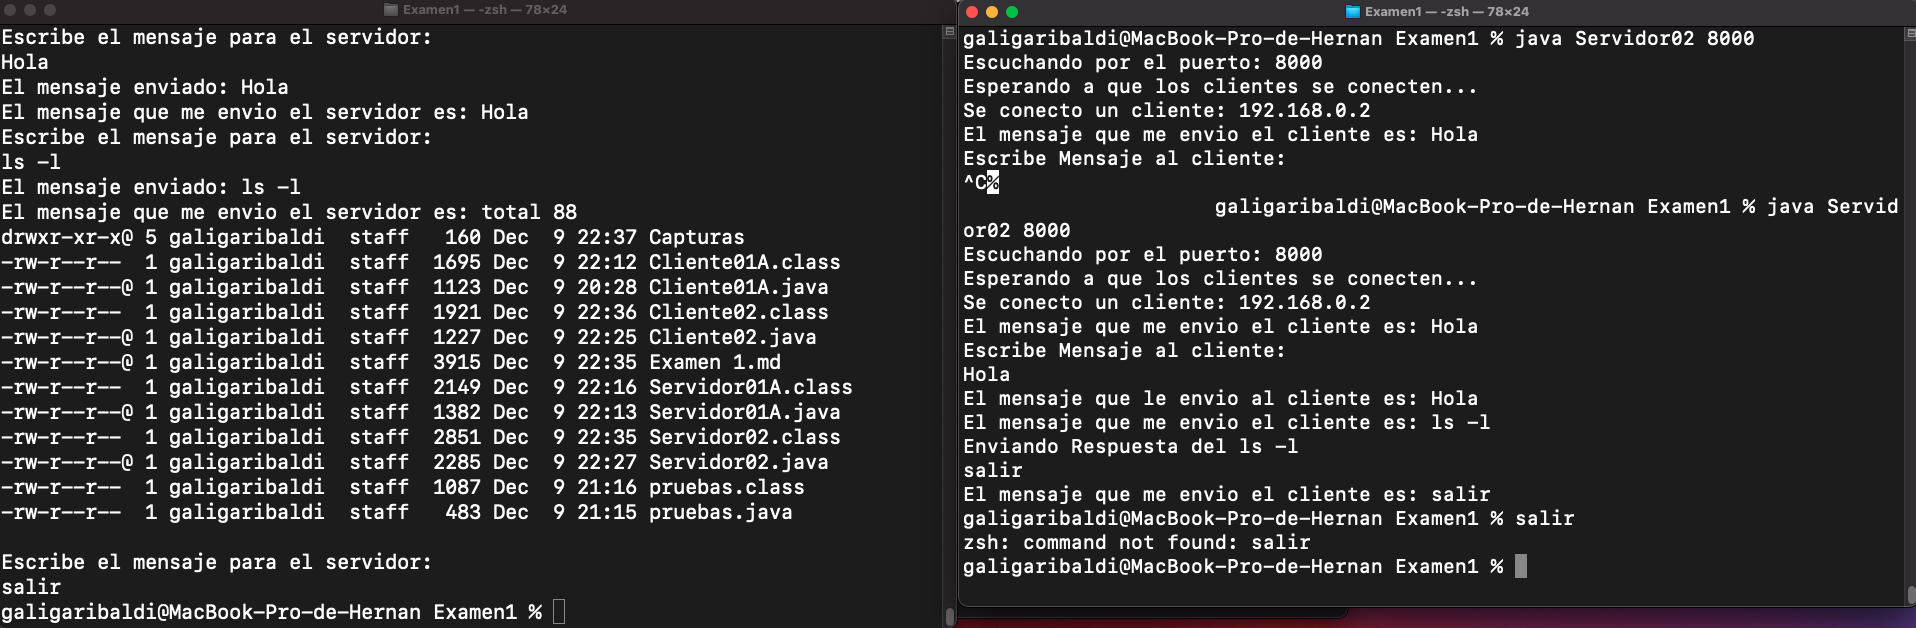 Examen1 — -zsh — 78×24
Escribe el mensaje para el servidor:
Hola
El mensaje enviado: Hola
El mensaje que me envio el servidor es: Hola
Escribe el mensaje para el servidor:
ls -l
El mensaje enviado: ls -l
El mensaje que me envio el servidor es: total 88
drwxr-xr-x@ 5 galigaribaldi  staff   160 Dec  9 22:37 Capturas
-rw-r--r--  1 galigaribaldi  staff  1695 Dec  9 22:12 Cliente01A.class
-rw-r--r--@ 1 galigaribaldi  staff  1123 Dec  9 20:28 Cliente01A.java
-rw-r--r--  1 galigaribaldi  staff  1921 Dec  9 22:36 Cliente02.class
-rw-r--r--@ 1 galigaribaldi  staff  1227 Dec  9 22:25 Cliente02.java
-rw-r--r--@ 1 galigaribaldi  staff  3915 Dec  9 22:35 Examen 1.md
-rw-r--r--  1 galigaribaldi  staff  2149 Dec  9 22:16 Servidor01A.class
-rw-r--r--@ 1 galigaribaldi  staff  1382 Dec  9 22:13 Servidor01A.java
-rw-r--r--  1 galigaribaldi  staff  2851 Dec  9 22:35 Servidor02.class
-rw-r--r--@ 1 galigaribaldi  staff  2285 Dec  9 22:27 Servidor02.java
-rw-r--r--  1 galigaribaldi  staff  1087 Dec  9 21:16 pruebas.class
-rw-r--r--  1 galigaribaldi  staff   483 Dec  9 21:15 pruebas.java
Escribe el mensaje para el servidor:
salir
galigaribaldi@MacBook-Pro-de-Hernan Examen1 %
Examen1 — -zsh — 78×24
galigaribaldi@MacBook-Pro-de-Hernan Examen1 % java Servidor02 8000
Escuchando por el puerto: 8000
Esperando a que los clientes se conecten...
Se conecto un cliente: 192.168.0.2
El mensaje que me envio el cliente es: Hola
Escribe Mensaje al cliente:
^C%
galigaribaldi@MacBook-Pro-de-Hernan Examen1 % java Servid
or02 8000
Escuchando por el puerto: 8000
Esperando a que los clientes se conecten...
Se conecto un cliente: 192.168.0.2
El mensaje que me envio el cliente es: Hola
Escribe Mensaje al cliente:
Hola
El mensaje que le envio al cliente es: Hola
El mensaje que me envio el cliente es: ls -l
Enviando Respuesta del ls -l
salir
El mensaje que me envio el cliente es: salir
galigaribaldi@MacBook-Pro-de-Hernan Examen1 % salir
zsh: command not found: salir
galigaribaldi@MacBook-Pro-de-Hernan Examen1 %